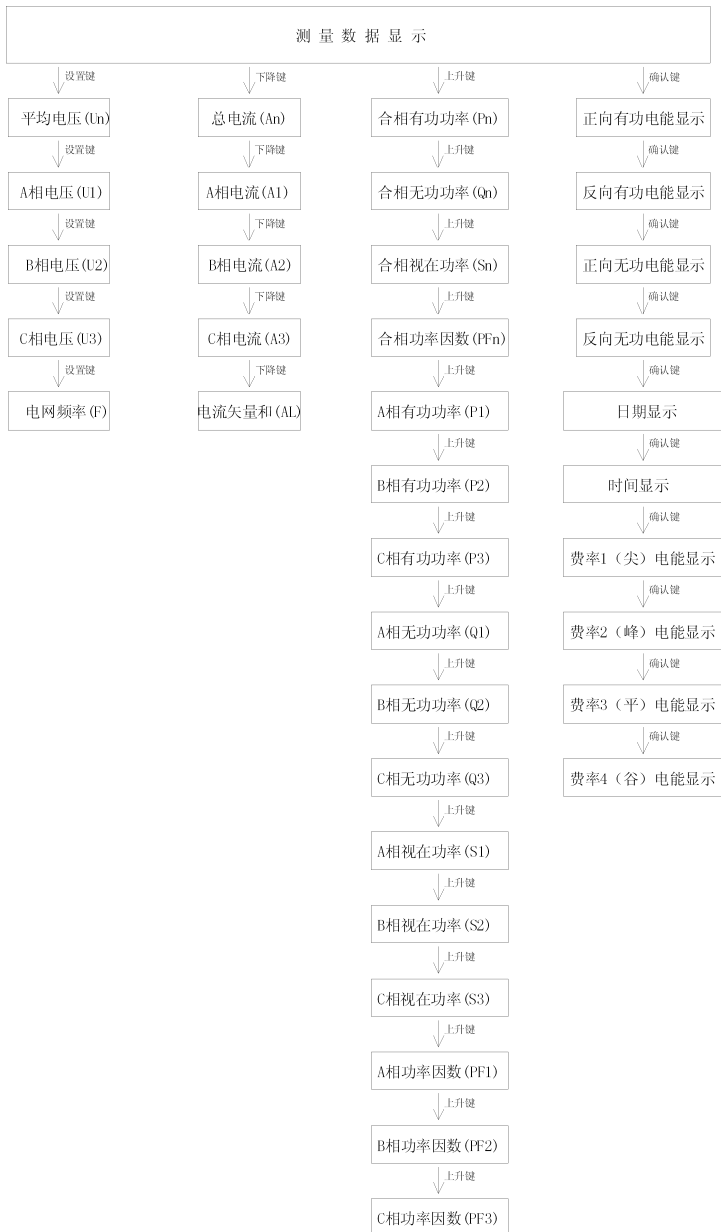 测量数据显示
设置键 下降键 上升键 确认键
平均电压(Un) 总电流(An) 合相有功功率(Pn) 正向有功电能显示
设置键 下降键 上升键 确认键
A相电压(U1) A相电流(A1) 合相无功功率(Qn) 反向有功电能显示
设置键 下降键 上升键 确认键
B相电压(U2) B相电流(A2) 合相视在功率(Sn) 正向无功电能显示
设置键 下降键 上升键 确认键
C相电压(U3) C相电流(A3) 合相功率因数(PFn) 反向无功电能显示
设置键 下降键 上升键 确认键
电网频率(F) 电流矢量和(AL) A相有功功率(P1) 日期显示
上升键 确认键
B相有功功率(P2) 时间显示
上升键 确认键
C相有功功率(P3) 费率1（尖）电能显示
上升键 确认键
A相无功功率(Q1) 费率2（峰）电能显示
上升键 确认键
B相无功功率(Q2) 费率3（平）电能显示
上升键 确认键
C相无功功率(Q3) 费率4（谷）电能显示
上升键
A相视在功率(S1)
上升键
B相视在功率(S2)
上升键
C相视在功率(S3)
上升键
A相功率因数(PF1)
上升键
B相功率因数(PF2)
上升键
C相功率因数(PF3)